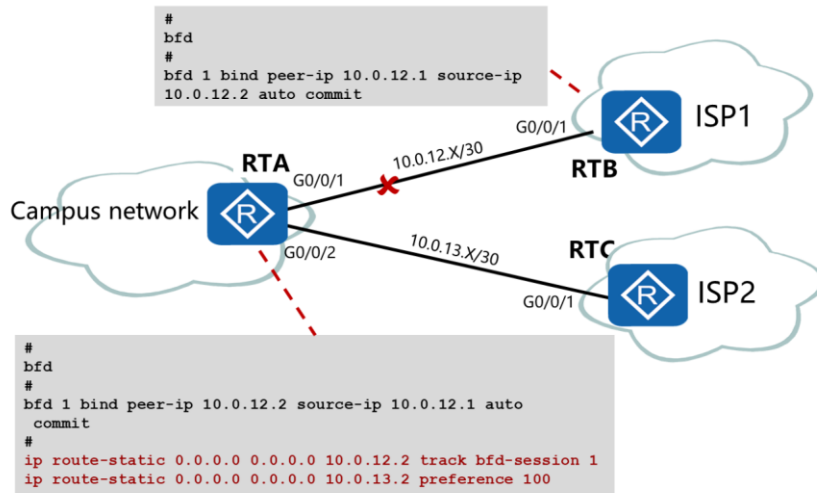 #
bfd
#
bfd 1 bind peer-ip 10.0.12.1 source-ip
10.0.12.2 auto commit
G0/0/1
R
ISP1
10.0.12.X/30
RTB
RTA
G0/0/1
Campus network
R
G0/0/2
10.0.13.X/30
RTC
G0/0/1
R
ISP2
#
bfd
#
bfd 1 bind peer-ip 10.0.12.2 source-ip 10.0.12.1 auto
commit
#
ip route-static 0.0.0.0 0.0.0.0 10.0.12.2 track bfd-session 1
ip route-static 0.0.0.0 0.0.0.0 10.0.13.2 preference 100